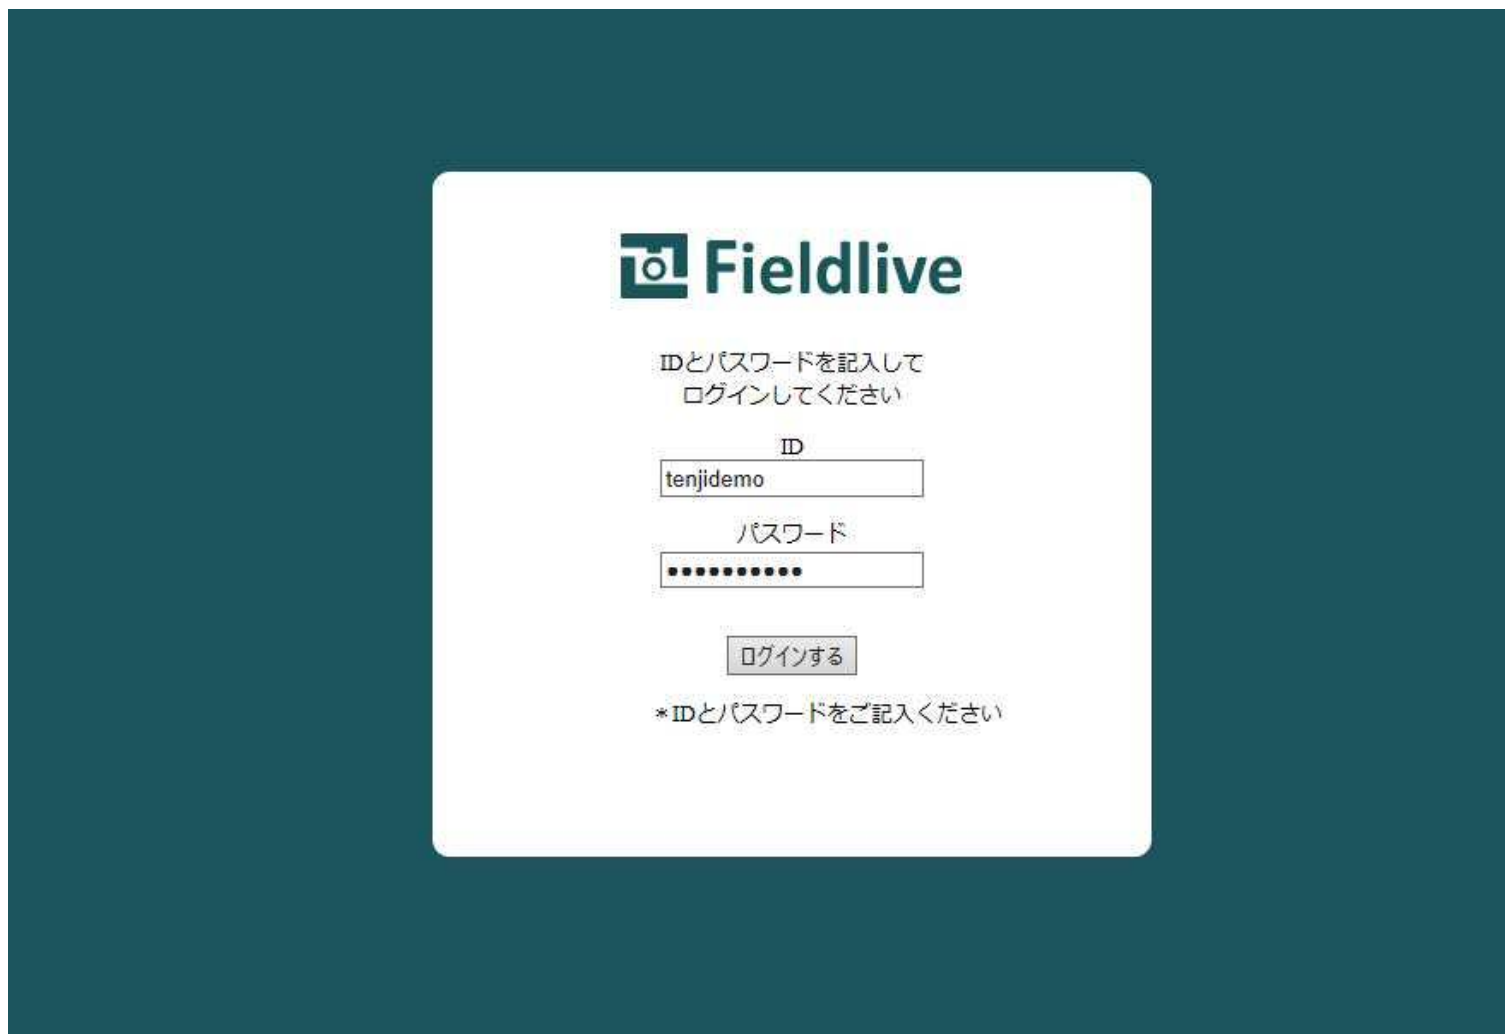 Fieldlive
IDとパスワードを記入して
ログインしてください
ID
tenjidemo
パスワード
••••••••••
ログインする
*IDとパスワードをご記入ください